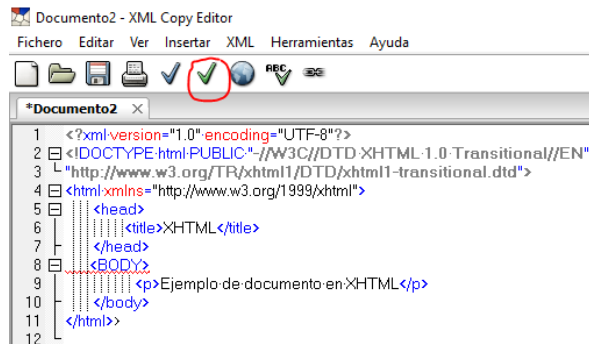 Documento2 - XML Copy Editor
Fichero Editar Ver Insertar XML Herramientas Ayuda
ABC
*Documento2 ×
1 <?xml·version="1.0"·encoding="UTF-8"?>
2 <!DOCTYPE·html·PUBLIC·"-//W3C//DTD·XHTML·1.0·Transitional//EN"
3 "http://www.w3.org/TR/xhtml1/DTD/xhtml1-transitional.dtd">
4 <html·xmlns="http://www.w3.org/1999/xhtml">
5 <head>
6 <title>XHTML</title>
7 </head>
8 <BODY>
9 <p>Ejemplo·de·documento·en·XHTML</p>
10 </body>
11 </html>>
12